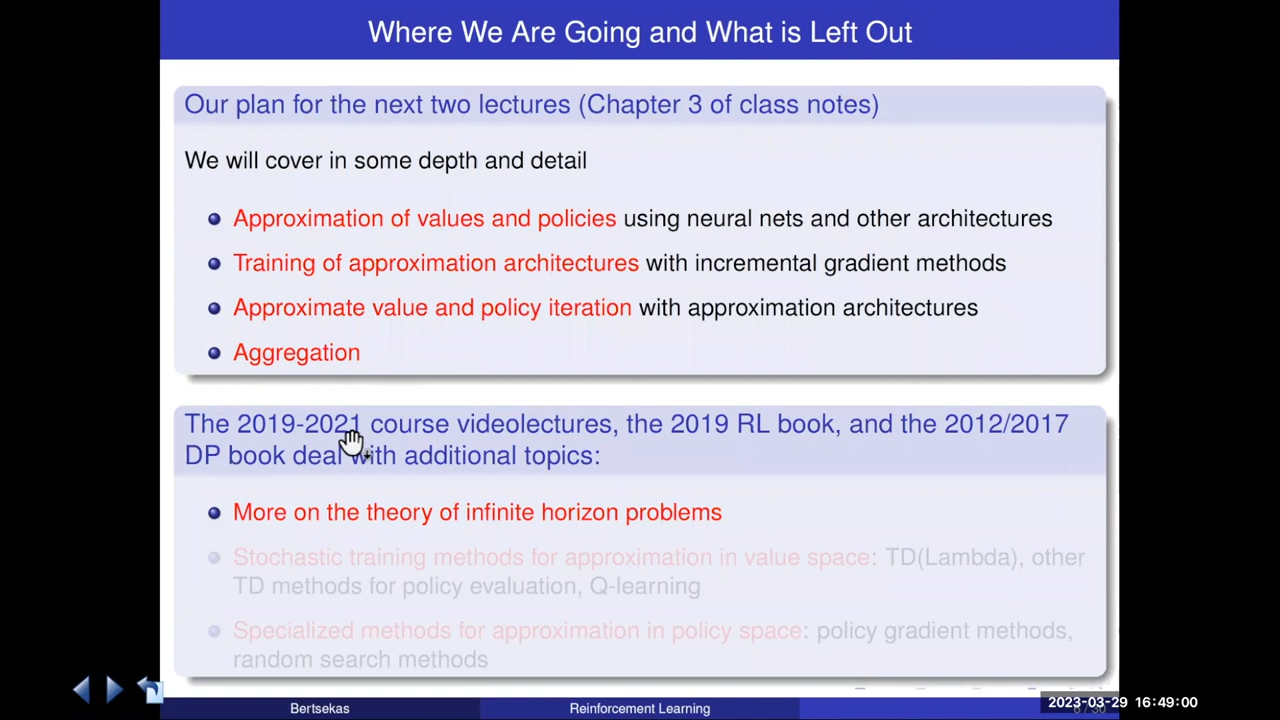 Where We Are Going and What is Left Out
Our plan for the next two lectures (Chapter 3 of class notes)
We will cover in some depth and detail
Approximation of values and policies using neural nets and other architectures
Training of approximation architectures with incremental gradient methods
Approximate value and policy iteration with approximation architectures
Aggregation
The 2019-2021 course videolectures, the 2019 RL book, and the 2012/2017
DP book deal with additional topics:
More on the theory of infinite horizon problems
Stochastic training methods for approximation in value space: TD(Lambda), other
TD methods for policy evaluation, Q-learning
Specialized methods for approximation in policy space: policy gradient methods,
random search methods
Bertsekas
Reinforcement Learning
2023-03-29 16:49:00